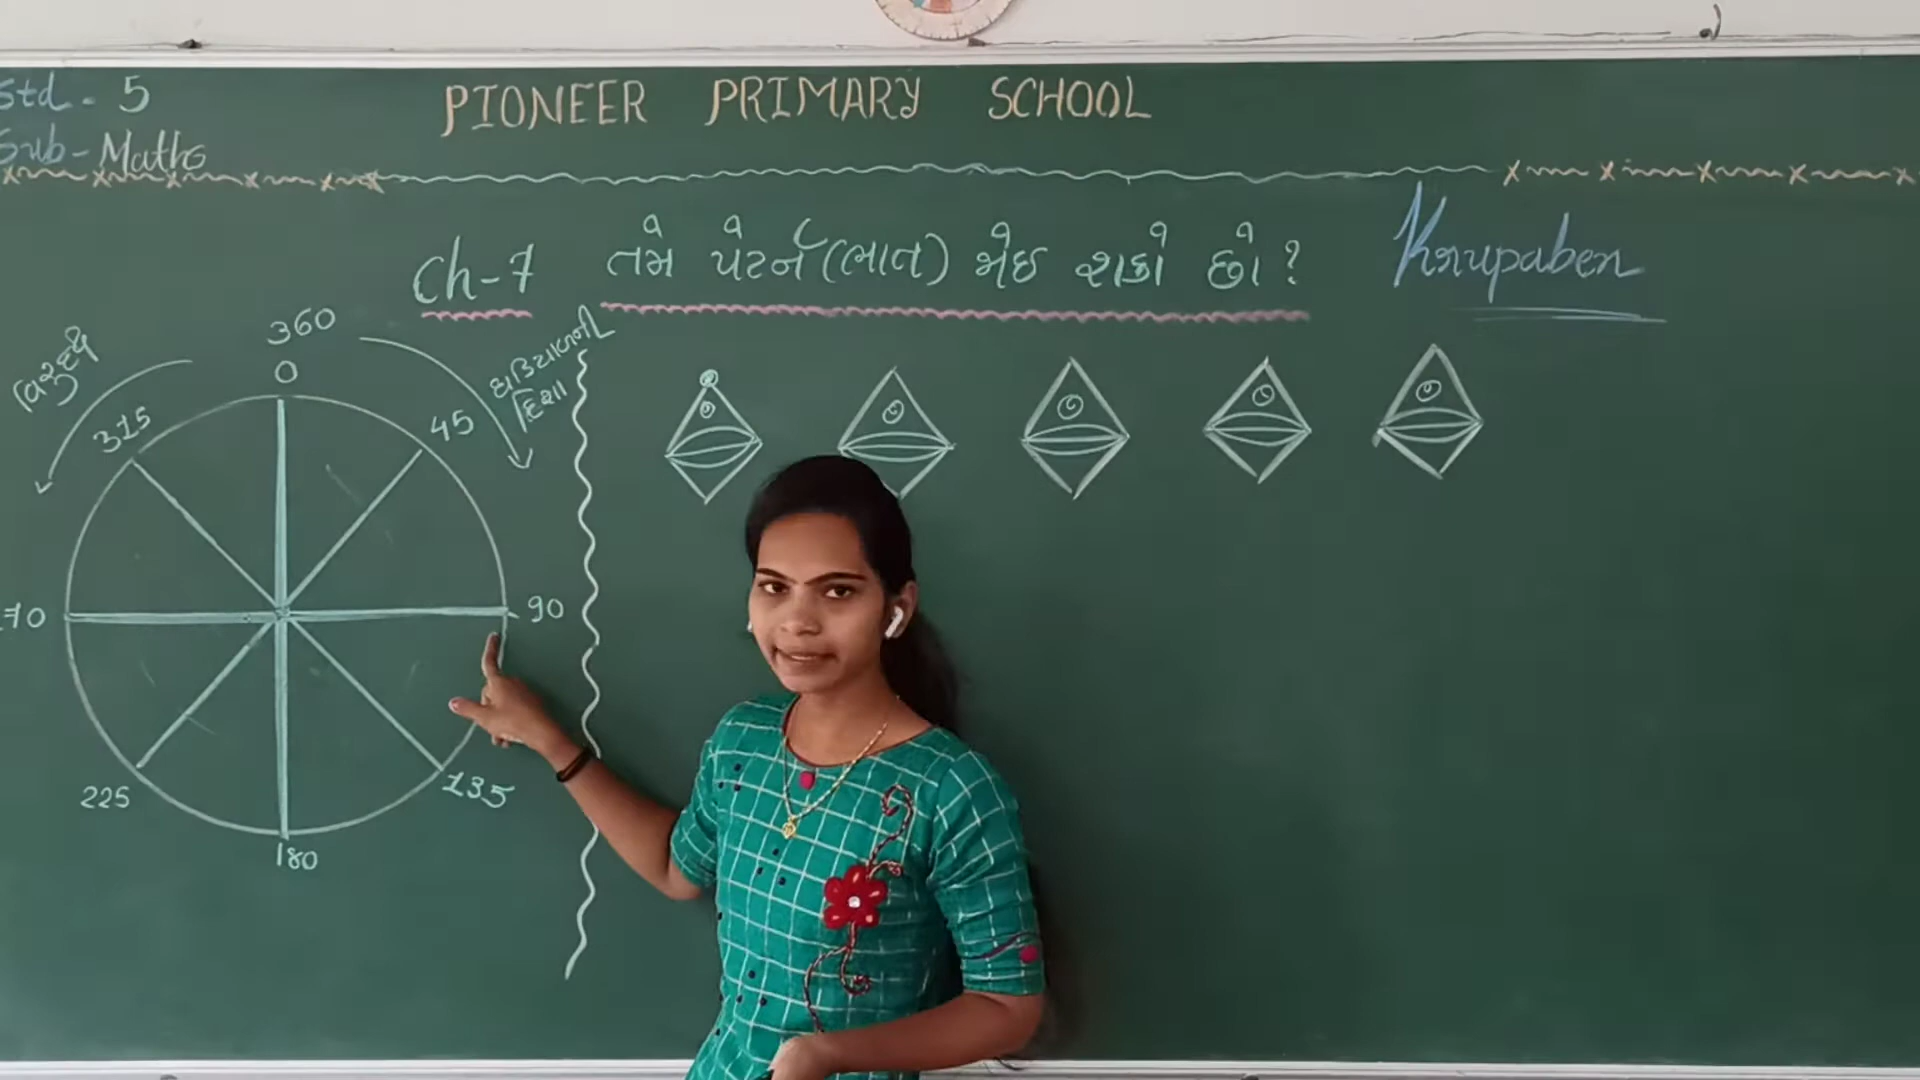 Std. 5
Sub - Maths
PIONEER PRIMARY SCHOOL
Ch-7 તમે પેટર્ન (ભાત) જોઇ શકો છો ?
Krupaben
વિરુદ્ધ
ઘડિયાળની
દિશા
360
0
315
45
70
90
225
135
180